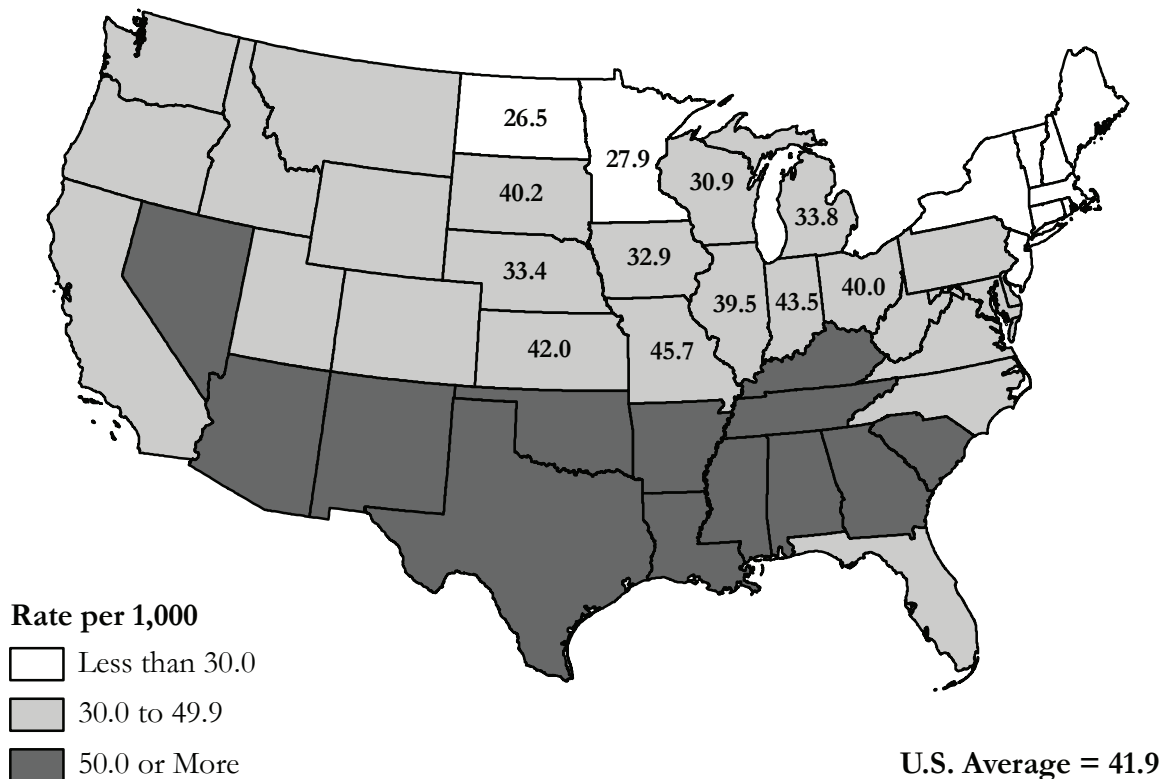 26.5
27.9
30.9
40.2
33.8
32.9
33.4
39.5
43.5
40.0
42.0
45.7
Rate per 1,000
Less than 30.0
30.0 to 49.9
50.0 or More
U.S. Average = 41.9